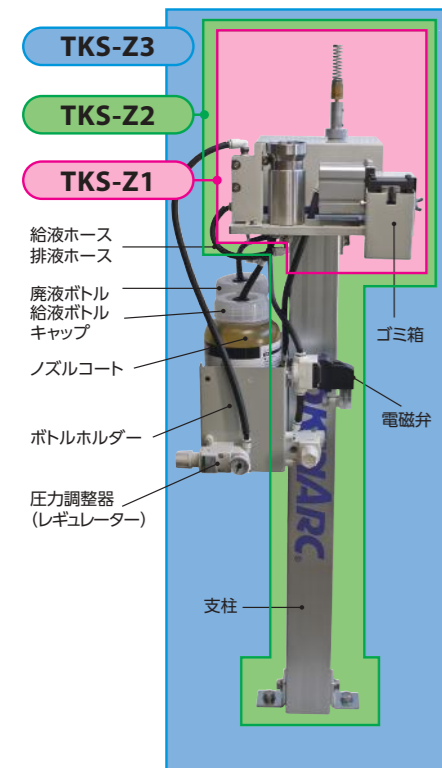 TKS-Z3
TKS-Z2
TKS-Z1
給液ホース
排液ホース
廃液ボトル
給液ボトル
キャップ
ノズルコート
ボトルホルダー
圧力調整器
（レギュレーター）
ゴミ箱
電磁弁
支柱